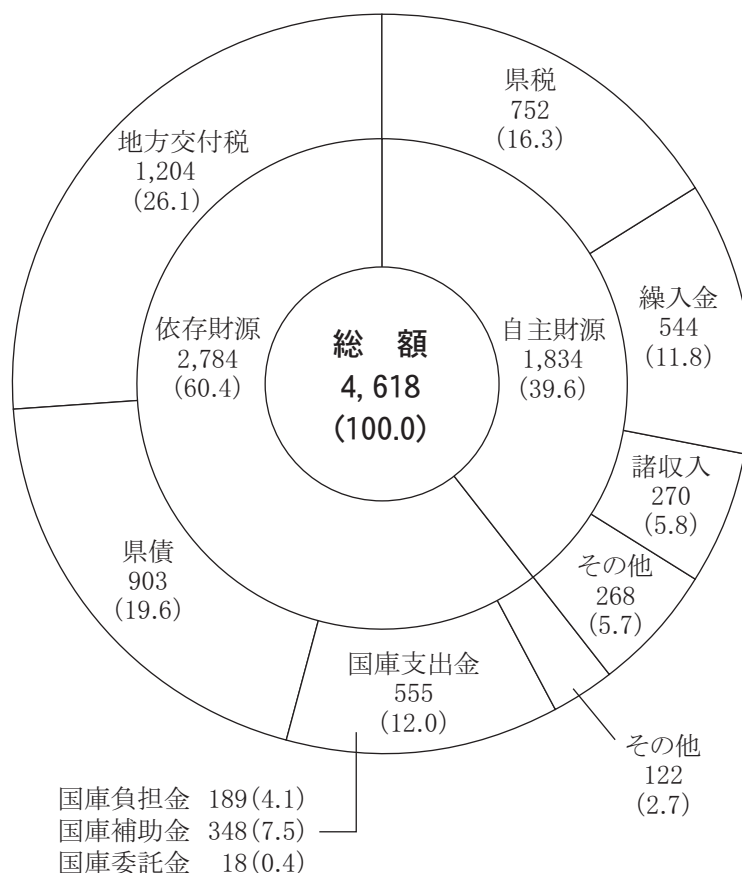 総 額
4,618
(100.0)
自主財源
1,834
(39.6)
県税
752
(16.3)
繰入金
544
(11.8)
諸収入
270
(5.8)
その他
268
(5.7)
依存財源
2,784
(60.4)
その他
122
(2.7)
国庫支出金
555
(12.0)
国庫負担金 189(4.1)
国庫補助金 348(7.5)
国庫委託金 18(0.4)
県債
903
(19.6)
地方交付税
1,204
(26.1)